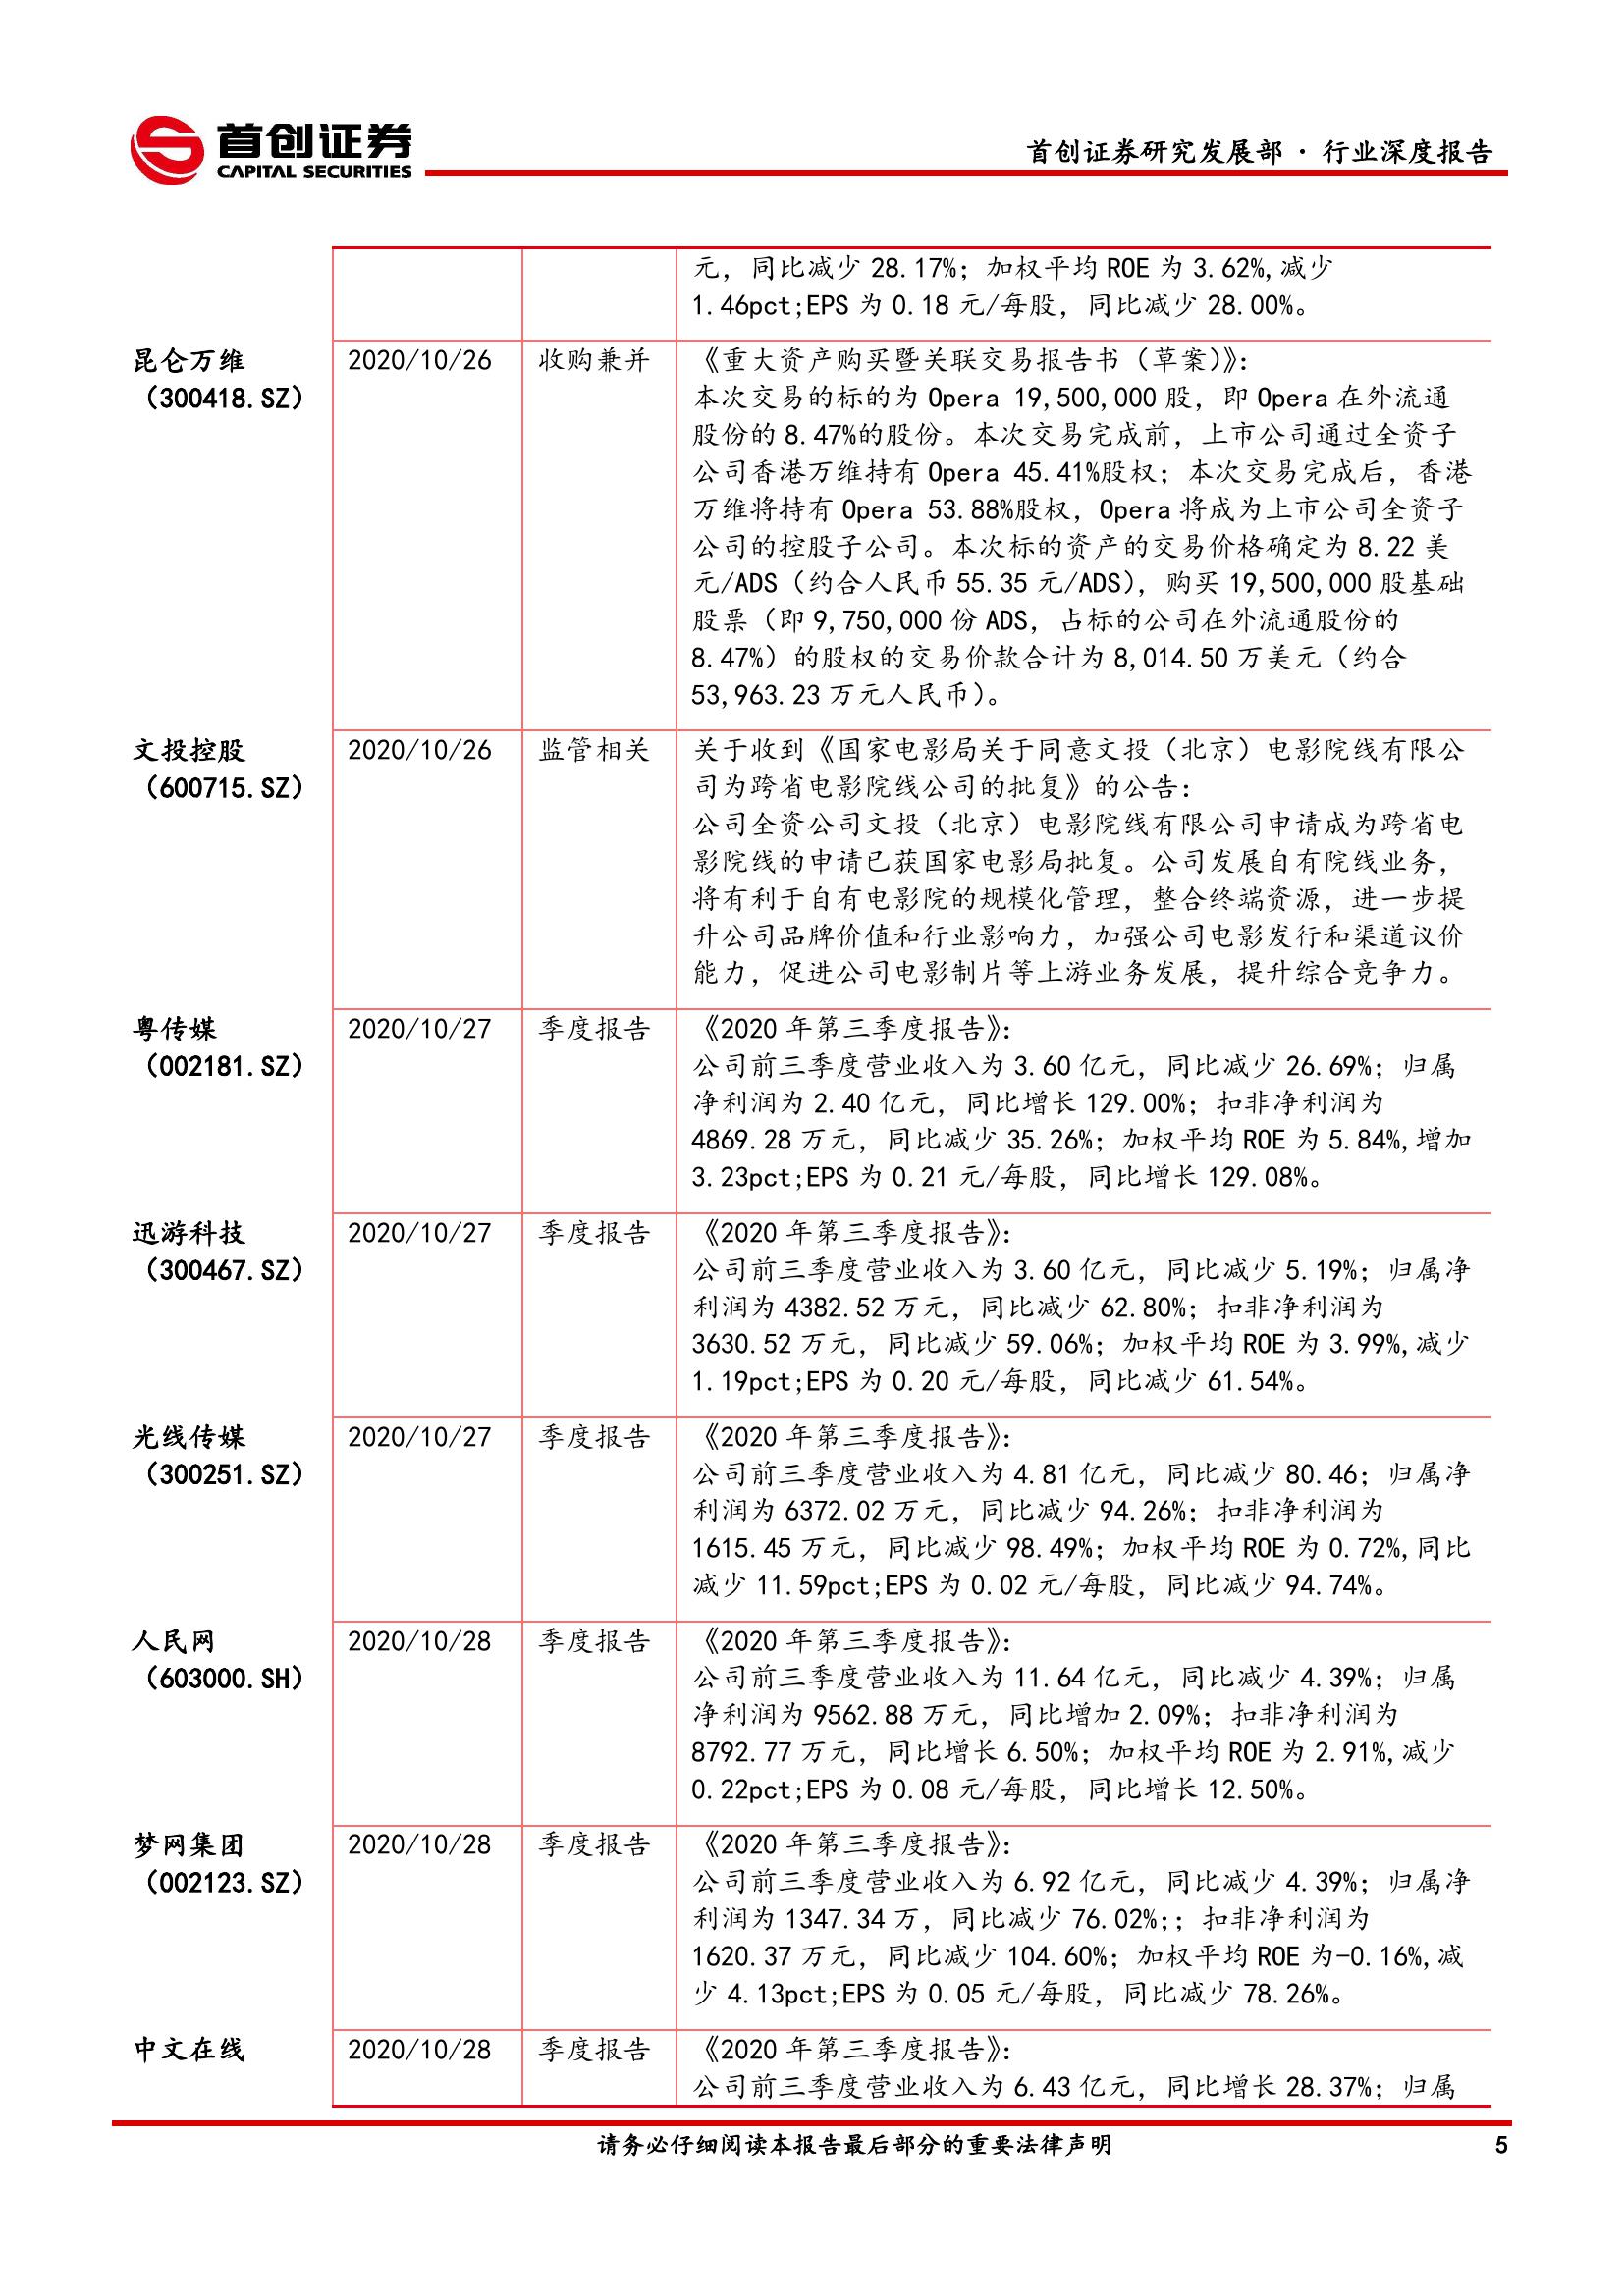 首创证券
CAPITAL SECURITIES
首创证券研究发展部 · 行业深度报告
元，同比减少 28.17%；加权平均 ROE 为 3.62%,减少
1.46pct;EPS 为 0.18 元/每股，同比减少 28.00%。
昆仑万维
（300418.SZ）
2020/10/26
收购兼并
《重大资产购买暨关联交易报告书（草案）》：
本次交易的标的为 Opera 19,500,000 股，即 Opera 在外流通
股份的 8.47%的股份。本次交易完成前，上市公司通过全资子
公司香港万维持有 Opera 45.41%股权；本次交易完成后，香港
万维将持有 Opera 53.88%股权，Opera 将成为上市公司全资子
公司的控股子公司。本次标的资产的交易价格确定为 8.22 美
元/ADS（约合人民币 55.35 元/ADS），购买 19,500,000 股基础
股票（即 9,750,000 份 ADS，占标的公司在外流通股份的
8.47%）的股权的交易价款合计为 8,014.50 万美元（约合
53,963.23 万元人民币）。
文投控股
（600715.SZ）
2020/10/26
监管相关
关于收到《国家电影局关于同意文投（北京）电影院线有限公
司为跨省电影院线公司的批复》的公告：
公司全资公司文投（北京）电影院线有限公司申请成为跨省电
影院线的申请已获国家电影局批复。公司发展自有院线业务，
将有利于自有电影院的规模化管理，整合终端资源，进一步提
升公司品牌价值和行业影响力，加强公司电影发行和渠道议价
能力，促进公司电影制片等上游业务发展，提升综合竞争力。
粤传媒
（002181.SZ）
2020/10/27
季度报告
《2020 年第三季度报告》：
公司前三季度营业收入为 3.60 亿元，同比减少 26.69%；归属
净利润为 2.40 亿元，同比增长 129.00%；扣非净利润为
4869.28 万元，同比减少 35.26%；加权平均 ROE 为 5.84%,增加
3.23pct;EPS 为 0.21 元/每股，同比增长 129.08%。
迅游科技
（300467.SZ）
2020/10/27
季度报告
《2020 年第三季度报告》：
公司前三季度营业收入为 3.60 亿元，同比减少 5.19%；归属净
利润为 4382.52 万元，同比减少 62.80%；扣非净利润为
3630.52 万元，同比减少 59.06%；加权平均 ROE 为 3.99%,减少
1.19pct;EPS 为 0.20 元/每股，同比减少 61.54%。
光线传媒
（300251.SZ）
2020/10/27
季度报告
《2020 年第三季度报告》：
公司前三季度营业收入为 4.81 亿元，同比减少 80.46；归属净
利润为 6372.02 万元，同比减少 94.26%；扣非净利润为
1615.45 万元，同比减少 98.49%；加权平均 ROE 为 0.72%,同比
减少 11.59pct;EPS 为 0.02 元/每股，同比减少 94.74%。
人民网
（603000.SH）
2020/10/28
季度报告
《2020 年第三季度报告》：
公司前三季度营业收入为 11.64 亿元，同比减少 4.39%；归属
净利润为 9562.88 万元，同比增加 2.09%；扣非净利润为
8792.77 万元，同比增长 6.50%；加权平均 ROE 为 2.91%,减少
0.22pct;EPS 为 0.08 元/每股，同比增长 12.50%。
梦网集团
（002123.SZ）
2020/10/28
季度报告
《2020 年第三季度报告》：
公司前三季度营业收入为 6.92 亿元，同比减少 4.39%；归属净
利润为 1347.34 万，同比减少 76.02%;；扣非净利润为
1620.37 万元，同比减少 104.60%；加权平均 ROE 为-0.16%,减
少 4.13pct;EPS 为 0.05 元/每股，同比减少 78.26%。
中文在线
2020/10/28
季度报告
《2020 年第三季度报告》：
公司前三季度营业收入为 6.43 亿元，同比增长 28.37%；归属
请务必仔细阅读本报告最后部分的重要法律声明
5